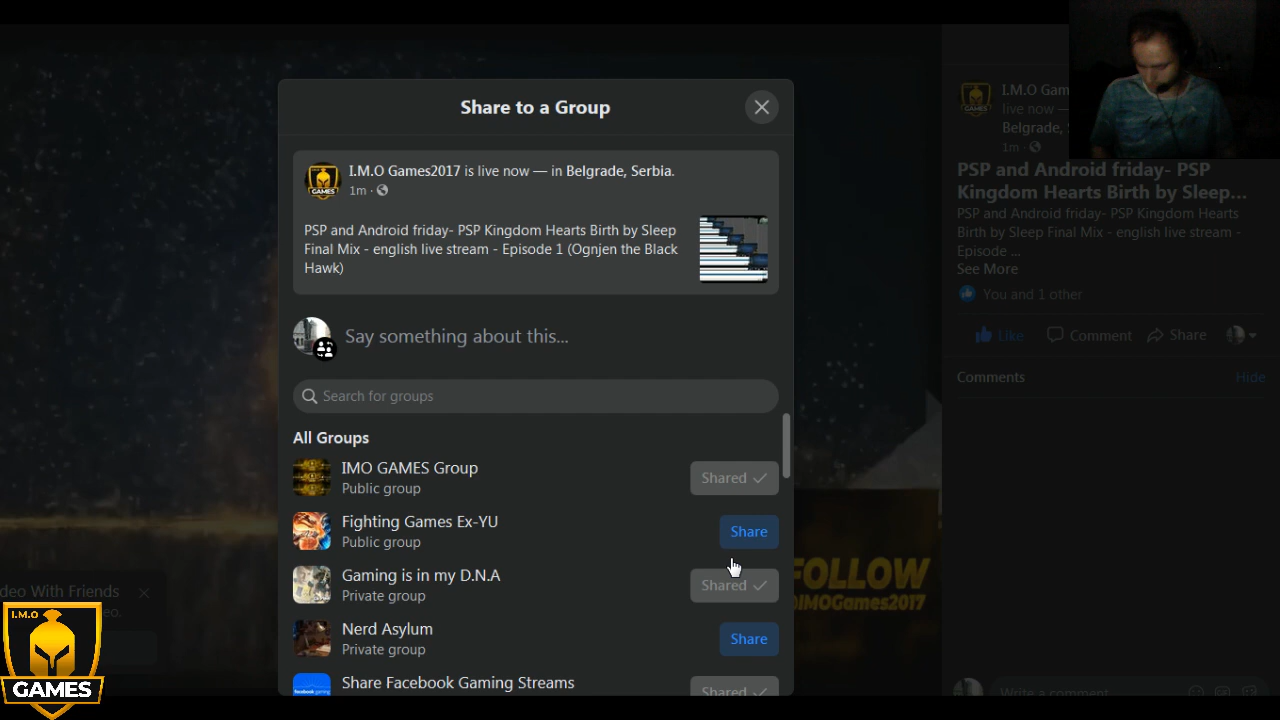 Share to a Group
I.M.O Games2017 is live now — in Belgrade, Serbia.
1m ·
PSP and Android friday- PSP Kingdom Hearts Birth by Sleep
Final Mix - english live stream - Episode 1 (Ognjen the Black
Hawk)
Say something about this...
Search for groups
All Groups
IMO GAMES Group
Public group
Shared
Fighting Games Ex-YU
Public group
Share
Gaming is in my D.N.A
Private group
Shared
Nerd Asylum
Private group
Share
Share Facebook Gaming Streams
Shared
I.M.O Gam
live now —
Belgrade, S
1m ·
PSP and Android friday- PSP
Kingdom Hearts Birth by Sleep...
PSP and Android friday- PSP Kingdom Hearts
Birth by Sleep Final Mix - english live stream -
Episode ...
See More
You and 1 other
Like
Comment
Share
Comments
Hide
Write a comment
deo With Friends
eo.
FOLLOW
IMOGames2017
I.M.O
GAMES